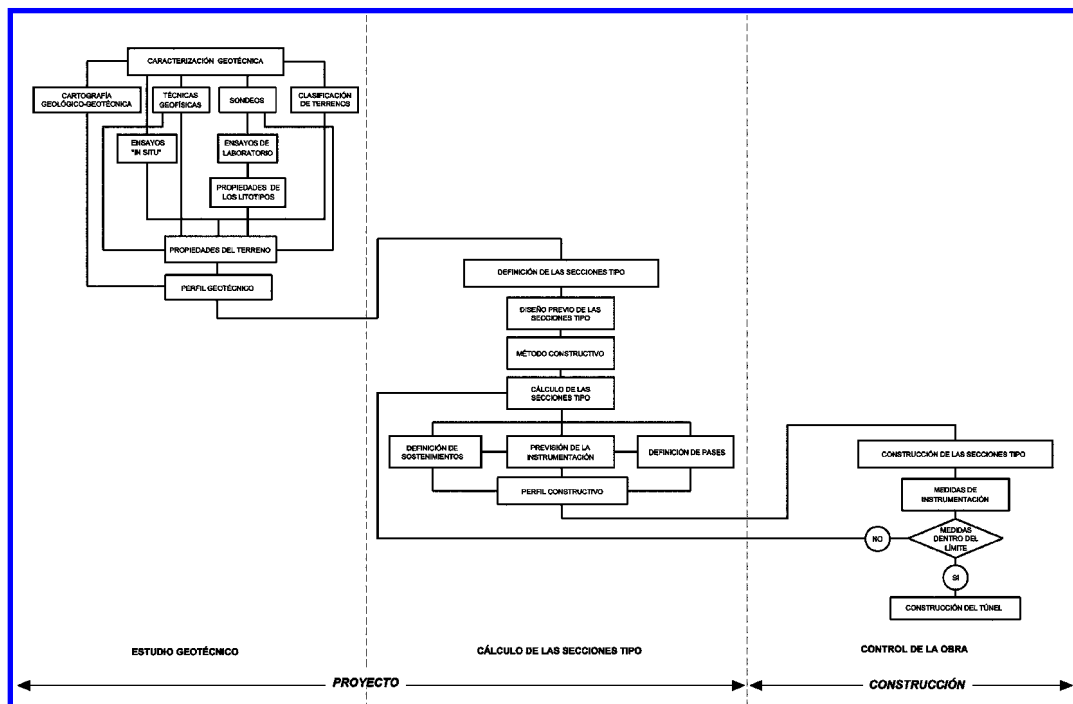 CARACTERIZACIÓN GEOTÉCNICA
CARTOGRAFÍA
GEOLÓGICO-GEOTÉCNICA
TÉCNICAS
GEOFÍSICAS
SONDEOS
CLASIFICACIÓN
DE TERRENOS
ENSAYOS
"IN SITU"
ENSAYOS DE
LABORATORIO
PROPIEDADES DE
LOS LITOTIPOS
PROPIEDADES DEL TERRENO
PERFIL GEOTÉCNICO
DEFINICIÓN DE LAS SECCIONES TIPO
DISEÑO PREVIO DE LAS
SECCIONES TIPO
MÉTODO CONSTRUCTIVO
CÁLCULO DE LAS
SECCIONES TIPO
DEFINICIÓN DE
SOSTENIMIENTOS
PREVISIÓN DE LA
INSTRUMENTACIÓN
DEFINICIÓN DE PASES
PERFIL CONSTRUCTIVO
CONSTRUCCIÓN DE LAS SECCIONES TIPO
MEDIDAS DE
INSTRUMENTACIÓN
MEDIDAS
DENTRO DEL
LÍMITE
NO
SI
CONSTRUCCIÓN DEL TÚNEL
ESTUDIO GEOTÉCNICO
CÁLCULO DE LAS SECCIONES TIPO
CONTROL DE LA OBRA
PROYECTO
CONSTRUCCIÓN